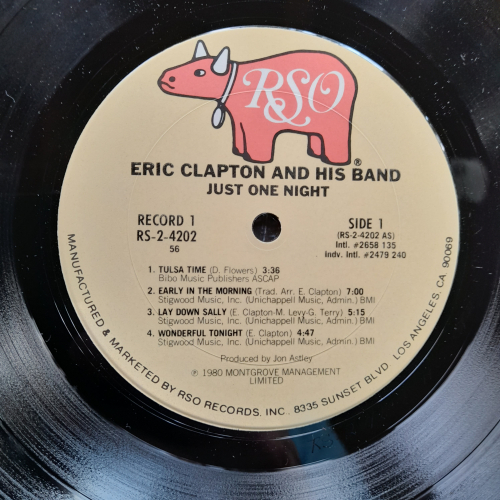 RSO
®
ERIC CLAPTON AND HIS BAND
JUST ONE NIGHT
RECORD 1
RS-2-4202
56
SIDE 1
(RS-2-4202 AS)
Intl. #2658 135
indv. Intl. #2479 240
1. TULSA TIME (D. Flowers) 3:36
Bibo Music Publishers ASCAP
2. EARLY IN THE MORNING (Trad. Arr. E. Clapton) 7:00
Stigwood Music, Inc. (Unichappell Music, Admin.) BMI
3. LAY DOWN SALLY (E. Clapton-M. Levy-G. Terry) 5:15
Stigwood Music, Inc. (Unichappell Music, Admin.) BMI
4. WONDERFUL TONIGHT (E. Clapton) 4:47
Stigwood Music, Inc. (Unichappell Music, Admin.) BMI
Produced by Jon Astley
℗ 1980 MONTGROVE MANAGEMENT
LIMITED
MANUFACTURED & MARKETED BY RSO RECORDS, INC. 8335 SUNSET BLVD LOS ANGELES, CA 90069